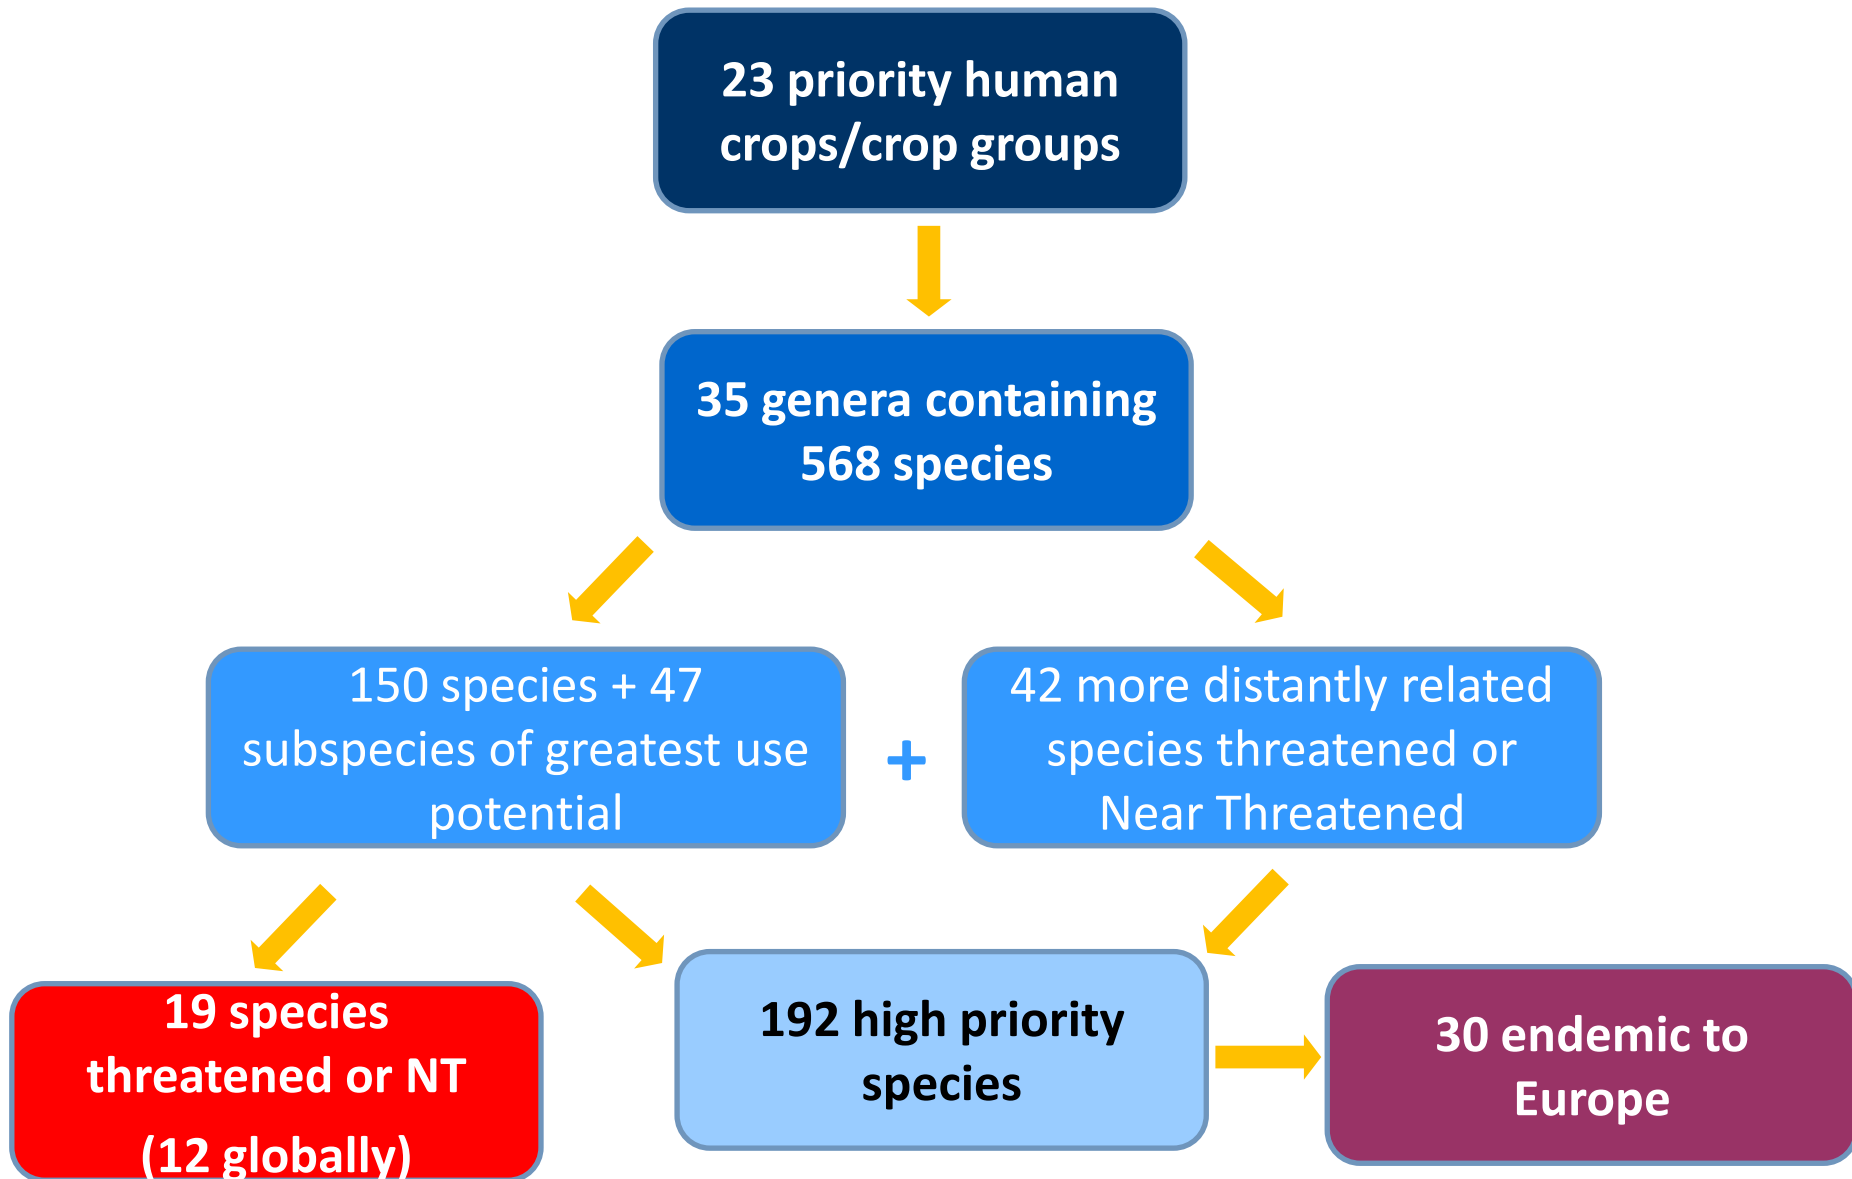 23 priority human
crops/crop groups
35 genera containing
568 species
150 species + 47
subspecies of greatest use
potential
+
42 more distantly related
species threatened or
Near Threatened
19 species
threatened or NT
(12 globally)
192 high priority
species
30 endemic to
Europe